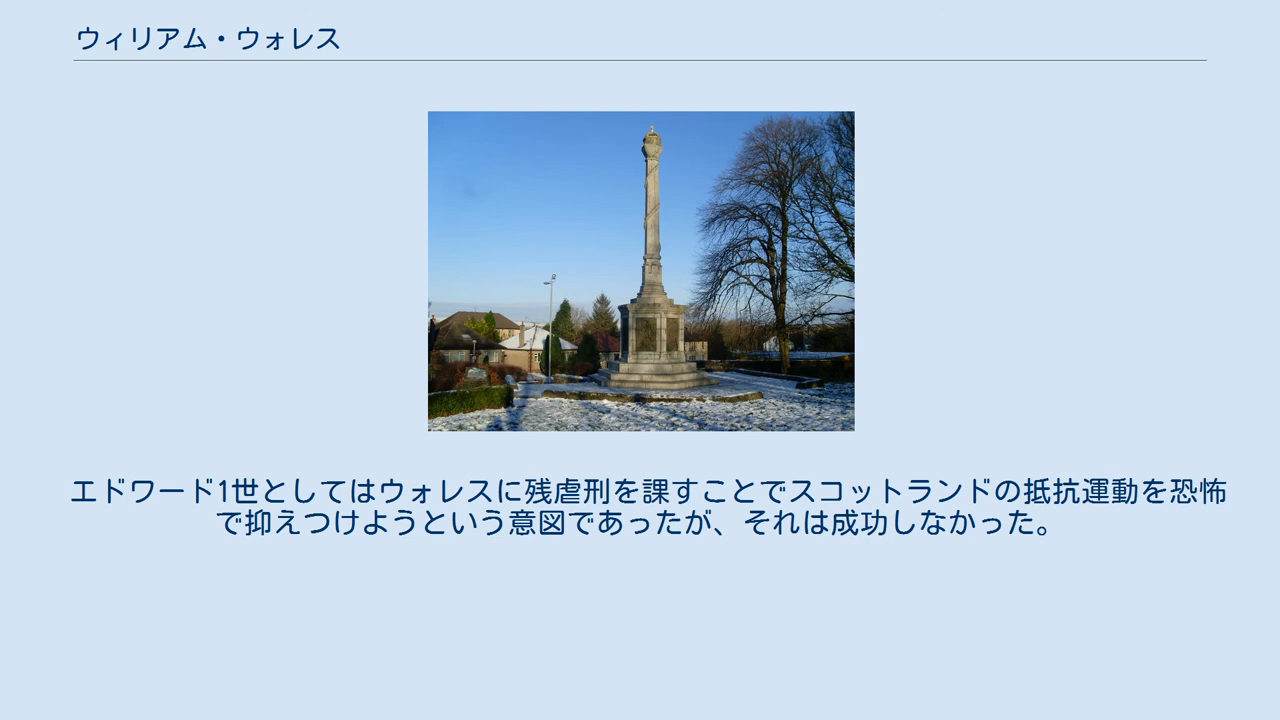 ウィリアム・ウォレス
エドワード1世としてはウォレスに残虐刑を課すことでスコットランドの抵抗運動を恐怖
で抑えつけようという意図であったが、それは成功しなかった。